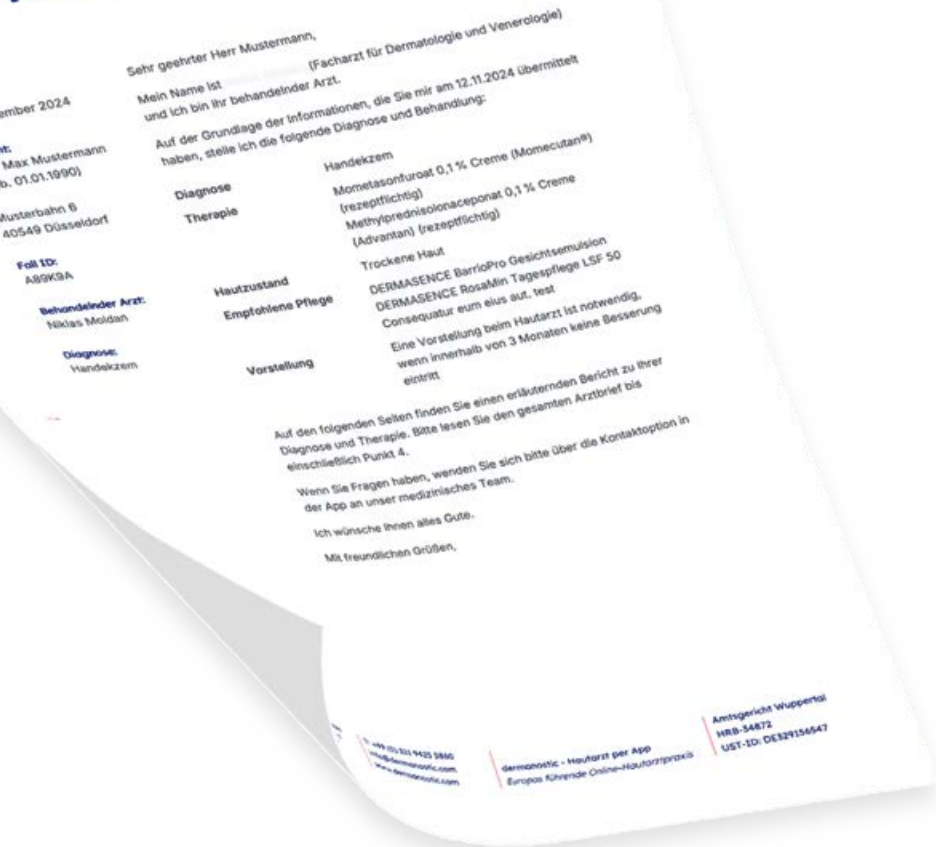 ember 2024
Max Mustermann
b. 01.01.1990)
Musterbahn 6
40549 Düsseldorf
Fall ID:
A89K9A
Behandelnder Arzt:
Niklas Moldan
Diagnose:
Handekzem
Sehr geehrter Herr Mustermann,
Mein Name ist (Facharzt für Dermatologie und Venerologie)
und ich bin Ihr behandelnder Arzt.
Auf der Grundlage der Informationen, die Sie mir am 12.11.2024 übermittelt
haben, stelle ich die folgende Diagnose und Behandlung:
Diagnose
Handekzem
Therapie
Mometasonfuroat 0,1 % Creme (Momecutan®)
(rezeptflichtig)
Methylprednisolonaceponat 0,1 % Creme
(Advantan) (rezeptflichtig)
Hautzustand
Trockene Haut
Empfohlene Pflege
DERMASENCE BarrioPro Gesichtsemulsion
DERMASENCE RosaMin Tagespflege LSF 50
Consequatur eum eius aut. test
Vorstellung
Eine Vorstellung beim Hautarzt ist notwendig,
wenn innerhalb von 3 Monaten keine Besserung
eintritt
Auf den folgenden Seiten finden Sie einen erläuternden Bericht zu Ihrer
Diagnose und Therapie. Bitte lesen Sie den gesamten Arztbrief bis
einschließlich Punkt 4.
Wenn Sie Fragen haben, wenden Sie sich bitte über die Kontaktoption in
der App an unser medizinisches Team.
Ich wünsche Ihnen alles Gute.
Mit freundlichen Grüßen,
info@dermanostic.com
www.dermanostic.com
dermanostic - Hautarzt per App
Europas führende Online-Hautarztpraxis
Amtsgericht Wuppertal
HRB-34872
UST-ID: DE329156547